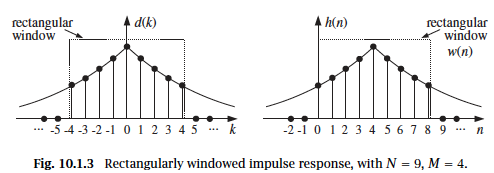 rectangular
window
d(k)
... -5 -4 -3 -2 -1 0 1 2 3 4 5 ... k
h(n)
rectangular
window
w(n)
-2 -1 0 1 2 3 4 5 6 7 8 9 ... n
Fig. 10.1.3 Rectangularly windowed impulse response, with N = 9, M = 4.